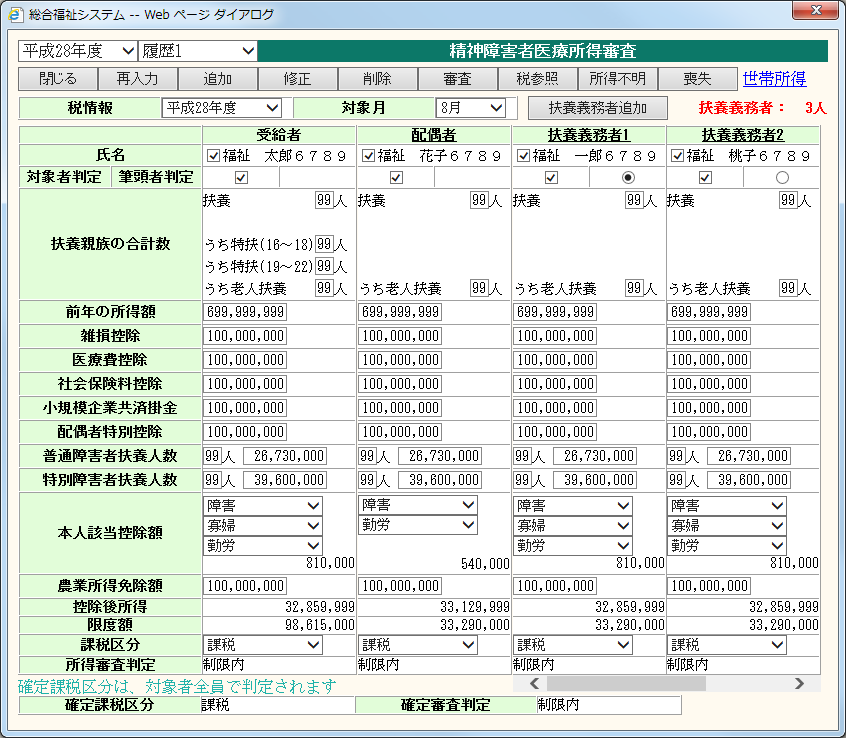 総合福祉システム -- Web ページ ダイアログ
平成28年度 履歴1 精神障害者医療所得審査
閉じる 再入力 追加 修正 削除 審査 税参照 所得不明 喪失 世帯所得
税情報 平成28年度 対象月 8月 扶養義務者追加 扶養義務者： 3人
受給者 配偶者 扶養義務者1 扶養義務者2
氏名 福祉 太郎６７８９ 福祉 花子６７８９ 福祉 一郎６７８９ 福祉 桃子６７８９
対象者判定 筆頭者判定
扶養 99人 扶養 99人 扶養 99人 扶養 99人
扶養親族の合計数 うち特扶(16～18)99人
うち特扶(19～22)99人
うち老人扶養 99人 うち老人扶養 99人 うち老人扶養 99人 うち老人扶養 99人
前年の所得額 699,999,999 699,999,999 699,999,999 699,999,999
雑損控除 100,000,000 100,000,000 100,000,000 100,000,000
医療費控除 100,000,000 100,000,000 100,000,000 100,000,000
社会保険料控除 100,000,000 100,000,000 100,000,000 100,000,000
小規模企業共済掛金 100,000,000 100,000,000 100,000,000 100,000,000
配偶者特別控除 100,000,000 100,000,000 100,000,000 100,000,000
普通障害者扶養人数 99人 26,730,000 99人 26,730,000 99人 26,730,000 99人 26,730,000
特別障害者扶養人数 99人 39,600,000 99人 39,600,000 99人 39,600,000 99人 39,600,000
障害 障害 障害 障害
本人該当控除額 寡婦 勤労 寡婦 寡婦
勤労 勤労 勤労
810,000 540,000 810,000 810,000
農業所得免除額 100,000,000 100,000,000 100,000,000 100,000,000
控除後所得 32,859,999 33,129,999 32,859,999 32,859,999
限度額 98,615,000 33,290,000 33,290,000 33,290,000
課税区分 課税 課税 課税 課税
所得審査判定 制限内 制限内 制限内 制限内
確定課税区分は、対象者全員で判定されます
確定課税区分 課税 確定審査判定 制限内